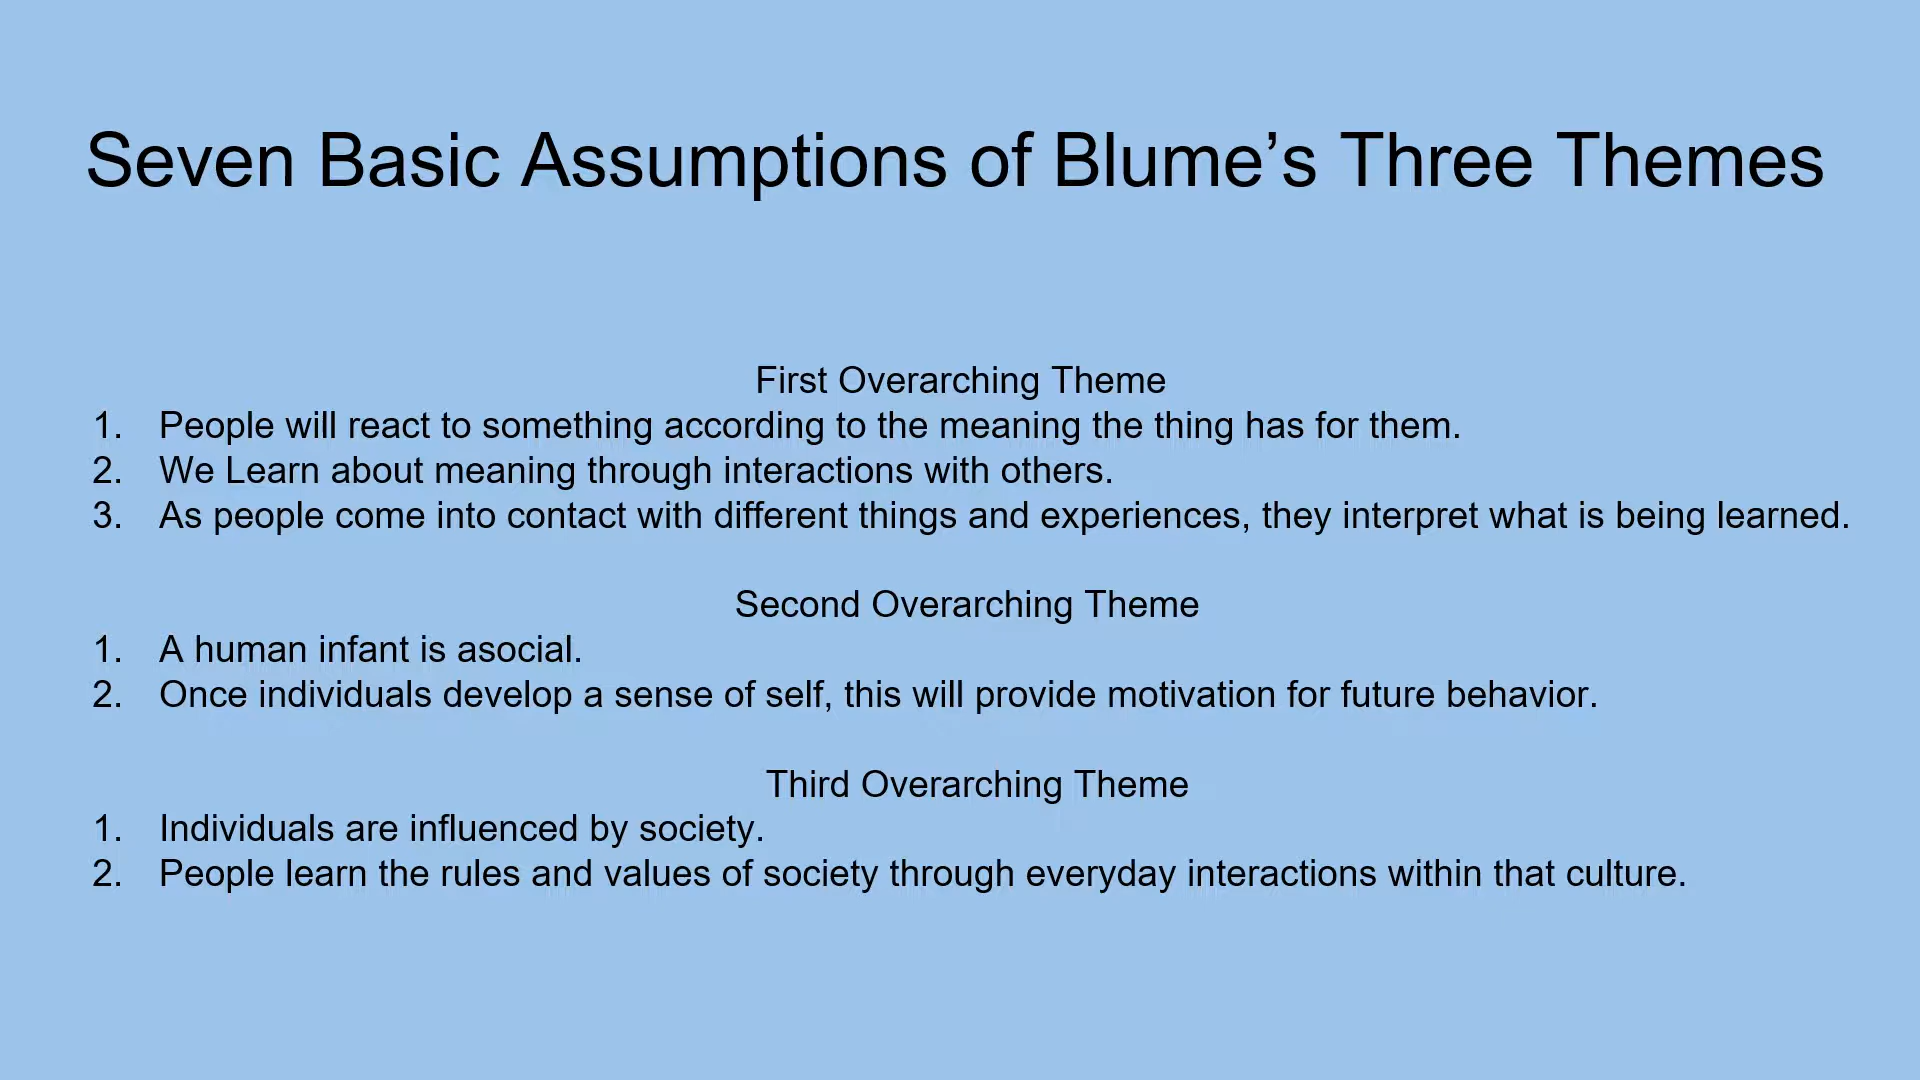 Seven Basic Assumptions of Blume’s Three Themes
First Overarching Theme
1. People will react to something according to the meaning the thing has for them.
2. We Learn about meaning through interactions with others.
3. As people come into contact with different things and experiences, they interpret what is being learned.
Second Overarching Theme
1. A human infant is asocial.
2. Once individuals develop a sense of self, this will provide motivation for future behavior.
Third Overarching Theme
1. Individuals are influenced by society.
2. People learn the rules and values of society through everyday interactions within that culture.